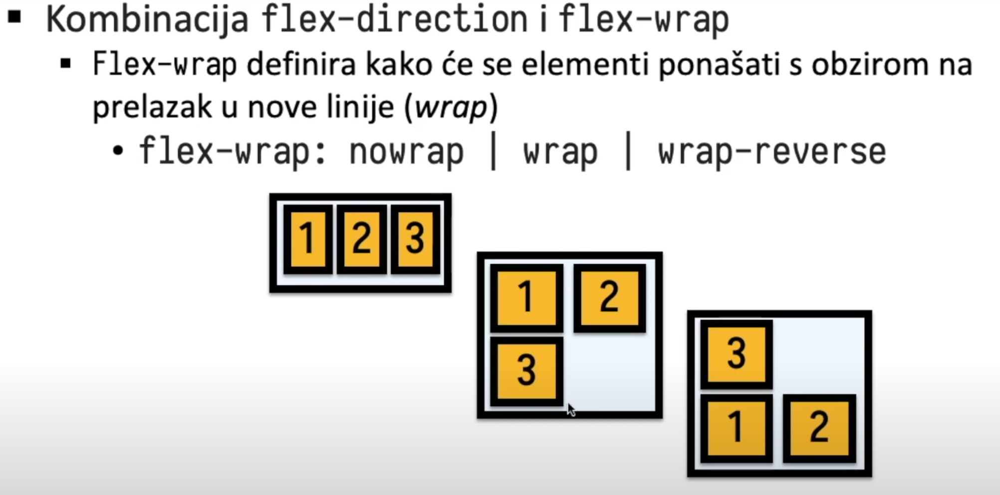 Kombinacija flex-direction i flex-wrap
Flex-wrap definira kako će se elementi ponašati s obzirom na
prelazak u nove linije (wrap)
flex-wrap: nowrap | wrap | wrap-reverse
1 2 3
1 2
3
3
1 2